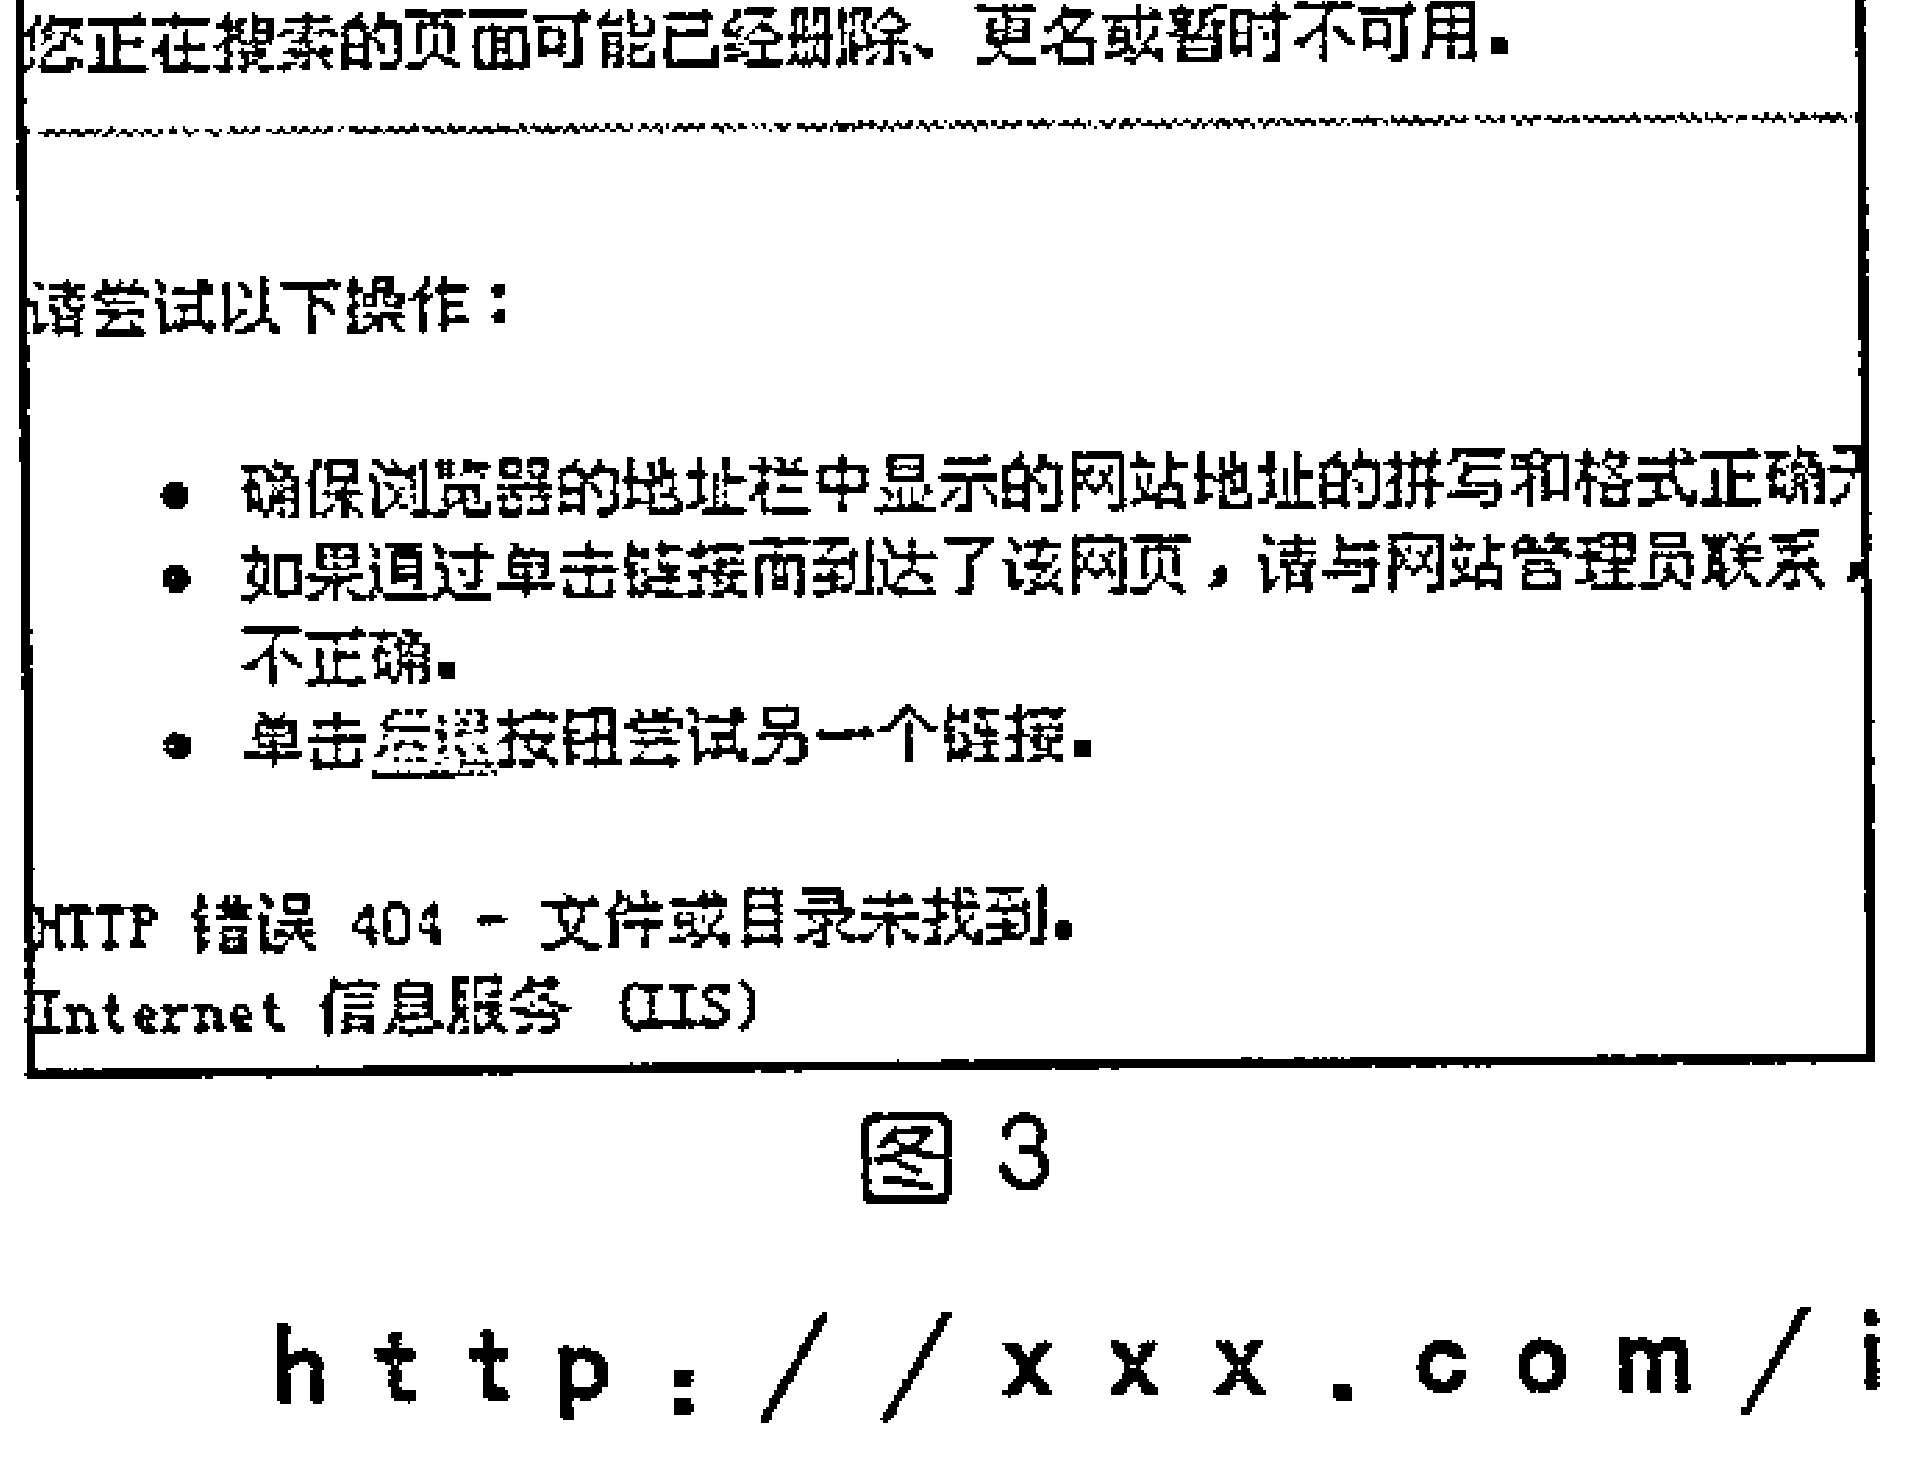 您正在搜索的页面可能已经删除、更名或暂时不可用。
请尝试以下操作：
● 确保浏览器的地址栏中显示的网站地址的拼写和格式正确
● 如果通过单击链接而到达了该网页，请与网站管理员联系，
不正确。
● 单击后退按钮尝试另一个链接。
HTTP 错误 404 - 文件或目录未找到。
Internet 信息服务 (IIS)
图 3
http://xxx.com/i